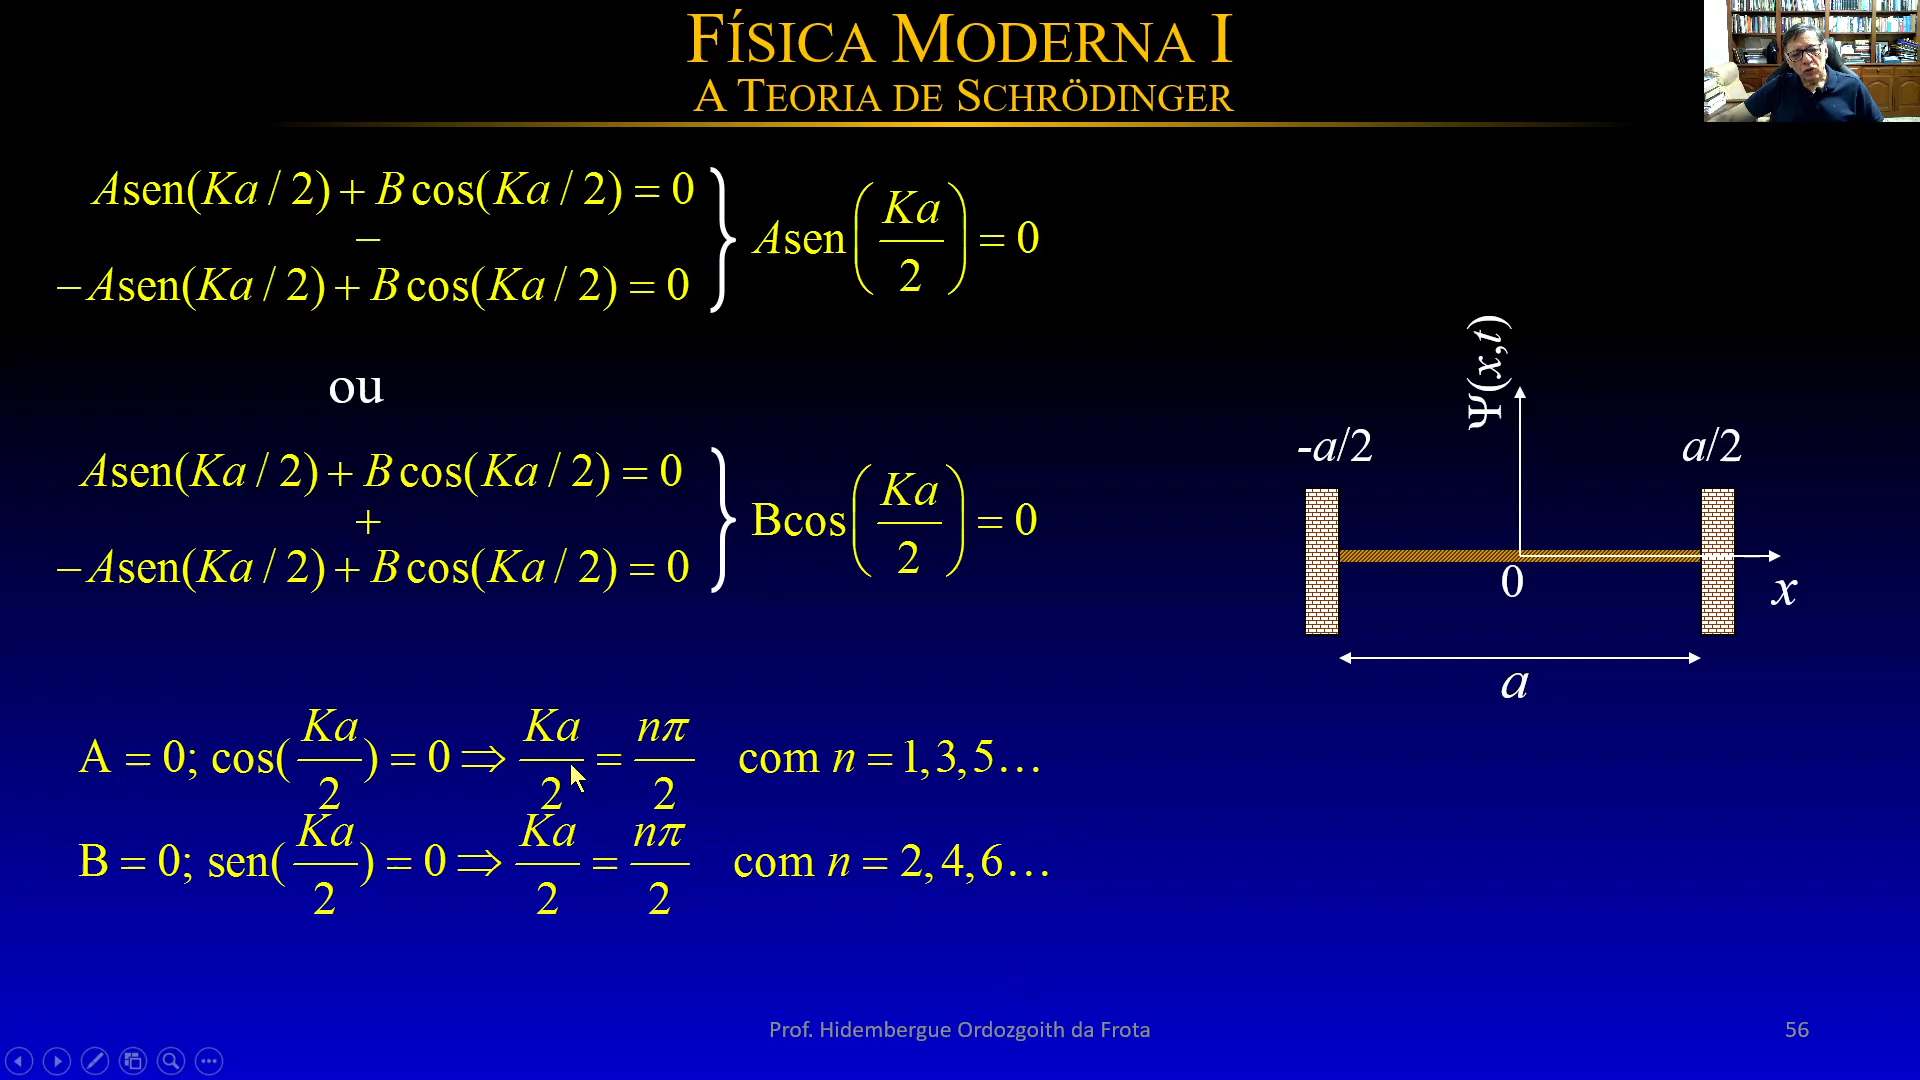 FÍSICA MODERNA I
A TEORIA DE SCHRÖDINGER
Asen(Ka / 2) + B cos(Ka / 2) = 0
−
−Asen(Ka / 2) + B cos(Ka / 2) = 0
Asen(Ka/2) = 0
ou
Asen(Ka / 2) + B cos(Ka / 2) = 0
+
−Asen(Ka / 2) + B cos(Ka / 2) = 0
Bcos(Ka/2) = 0
A = 0; cos(Ka/2) = 0 ⇒ Ka/2 = nπ/2 com n = 1, 3, 5…
B = 0; sen(Ka/2) = 0 ⇒ Ka/2 = nπ/2 com n = 2, 4, 6…
Ψ(x,t)
-a/2
a/2
0
x
a
Prof. Hidembergue Ordozgoith da Frota
56